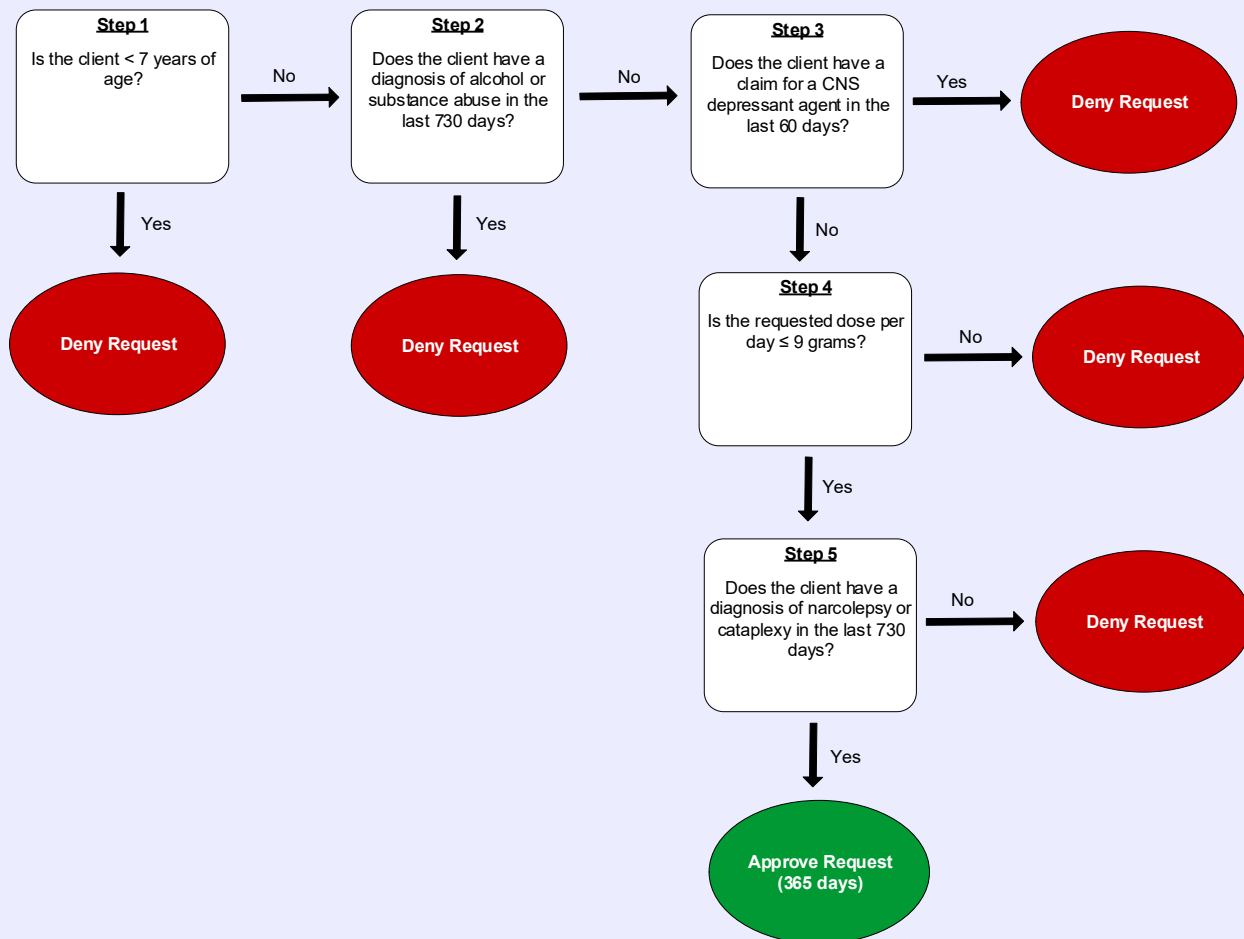 Step 1
Is the client < 7 years of
age?
No
Yes
Deny Request
Step 2
Does the client have a
diagnosis of alcohol or
substance abuse in the
last 730 days?
No
Yes
Deny Request
Step 3
Does the client have a
claim for a CNS
depressant agent in the
last 60 days?
Yes
Deny Request
No
Step 4
Is the requested dose per
day ≤ 9 grams?
No
Deny Request
Yes
Step 5
Does the client have a
diagnosis of narcolepsy or
cataplexy in the last 730
days?
No
Deny Request
Yes
Approve Request
(365 days)